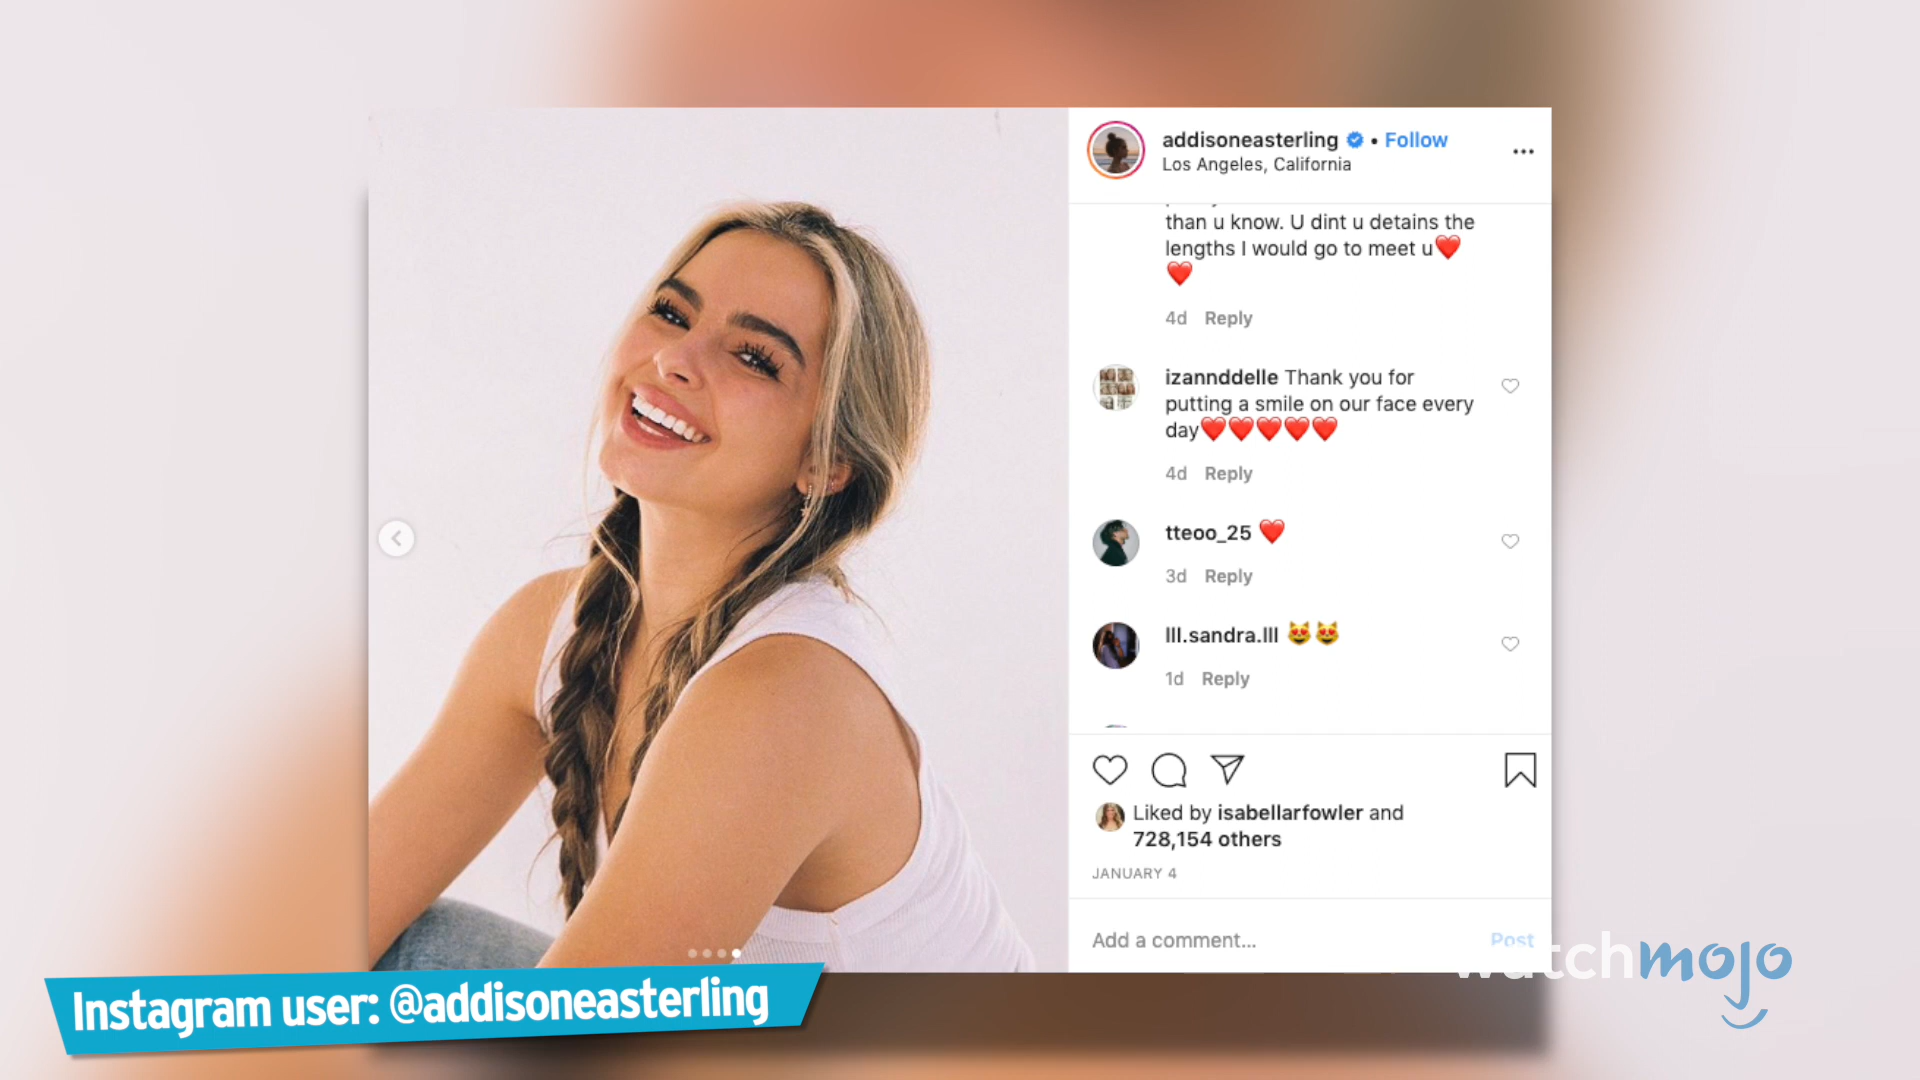 addisoneasterling • Follow
Los Angeles, California
than u know. U dint u detains the
lengths I would go to meet u❤️
❤️
4d Reply
izannddelle Thank you for
putting a smile on our face every
day❤️❤️❤️❤️❤️
4d Reply
tteoo_25 ❤️
3d Reply
lll.sandra.lll 😻😻
1d Reply
Liked by isabellarfowler and
728,154 others
JANUARY 4
Add a comment...
Post
watchmojo
Instagram user: @addisoneasterling